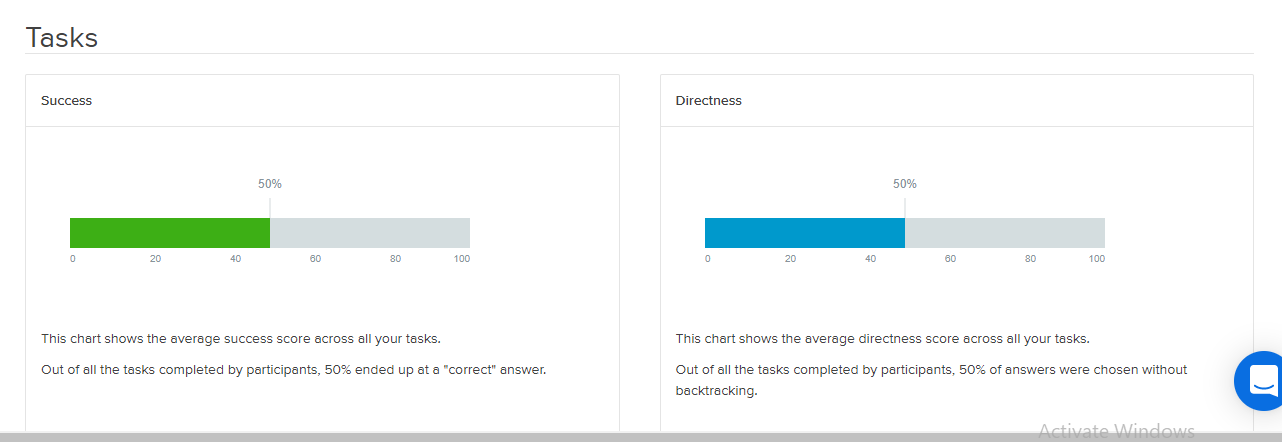 Tasks
Success
50%
0 20 40 60 80 100
This chart shows the average success score across all your tasks.
Out of all the tasks completed by participants, 50% ended up at a "correct" answer.
Directness
50%
0 20 40 60 80 100
This chart shows the average directness score across all your tasks.
Out of all the tasks completed by participants, 50% of answers were chosen without
backtracking.
Activate Windows